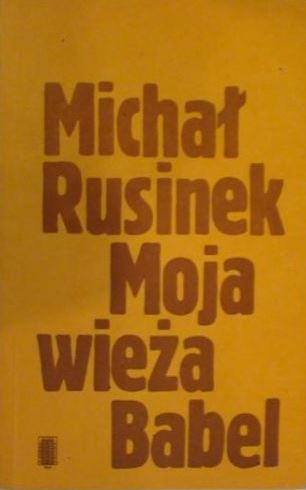 Michał
Rusinek
Moja
wieża
Babel